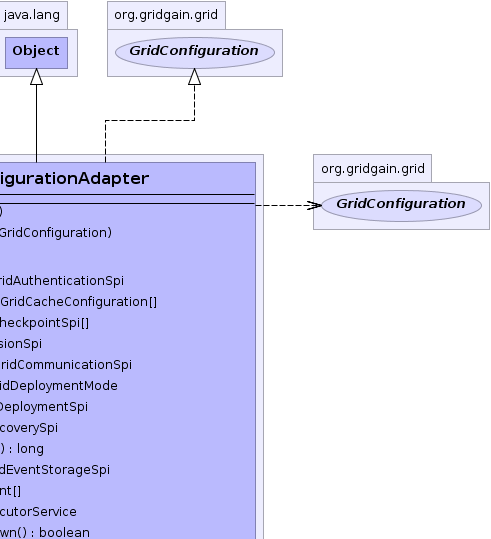 java.lang
org.gridgain.grid
Object
GridConfiguration
org.gridgain.grid
GridConfiguration
igurationAdapter
)
GridConfiguration)
ridAuthenticationSpi
GridCacheConfiguration[]
heckpointSpi[]
sionSpi
ridCommunicationSpi
idDeploymentMode
DeploymentSpi
coverySpi
) : long
dEventStorageSpi
nt[]
cutorService
wn() : boolean